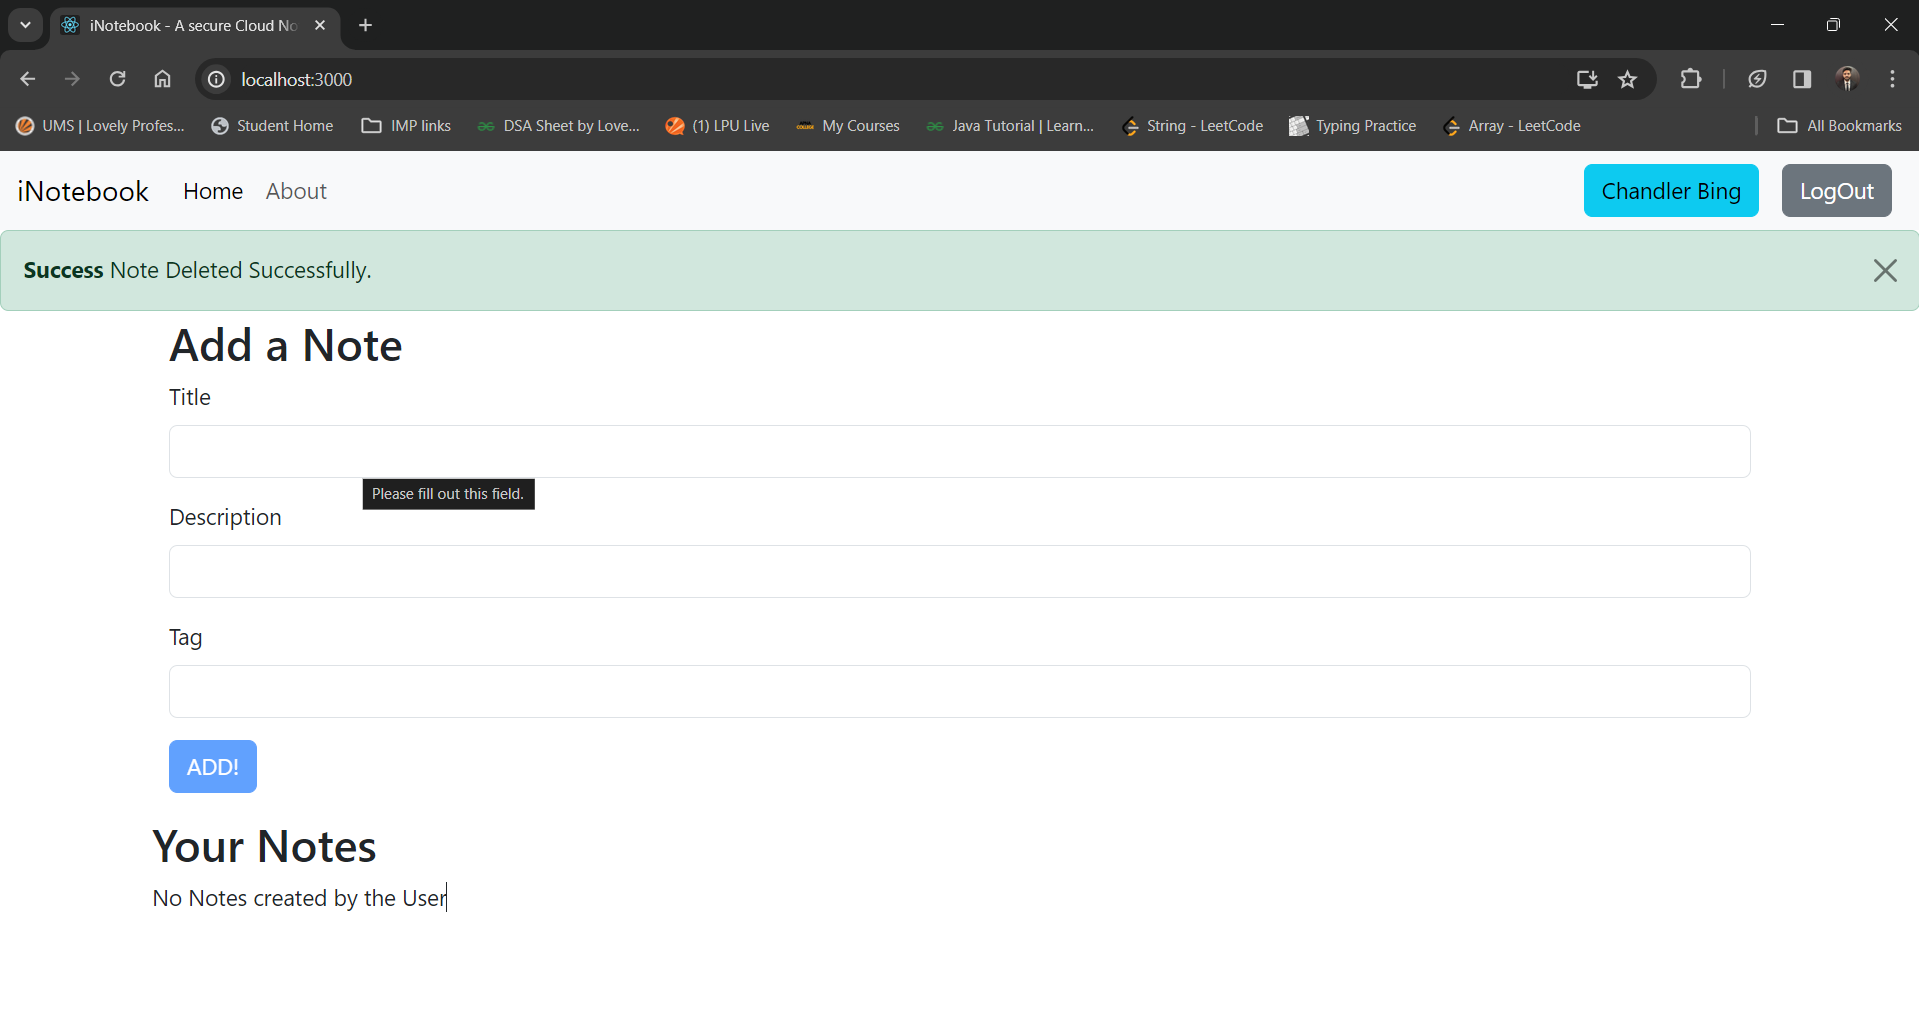 iNotebook - A secure Cloud No
localhost:3000
UMS | Lovely Profes... Student Home IMP links DSA Sheet by Love... (1) LPU Live My Courses Java Tutorial | Learn... String - LeetCode Typing Practice Array - LeetCode All Bookmarks
iNotebook Home About Chandler Bing LogOut
Success Note Deleted Successfully.
Add a Note
Title
Please fill out this field.
Description
Tag
ADD!
Your Notes
No Notes created by the User